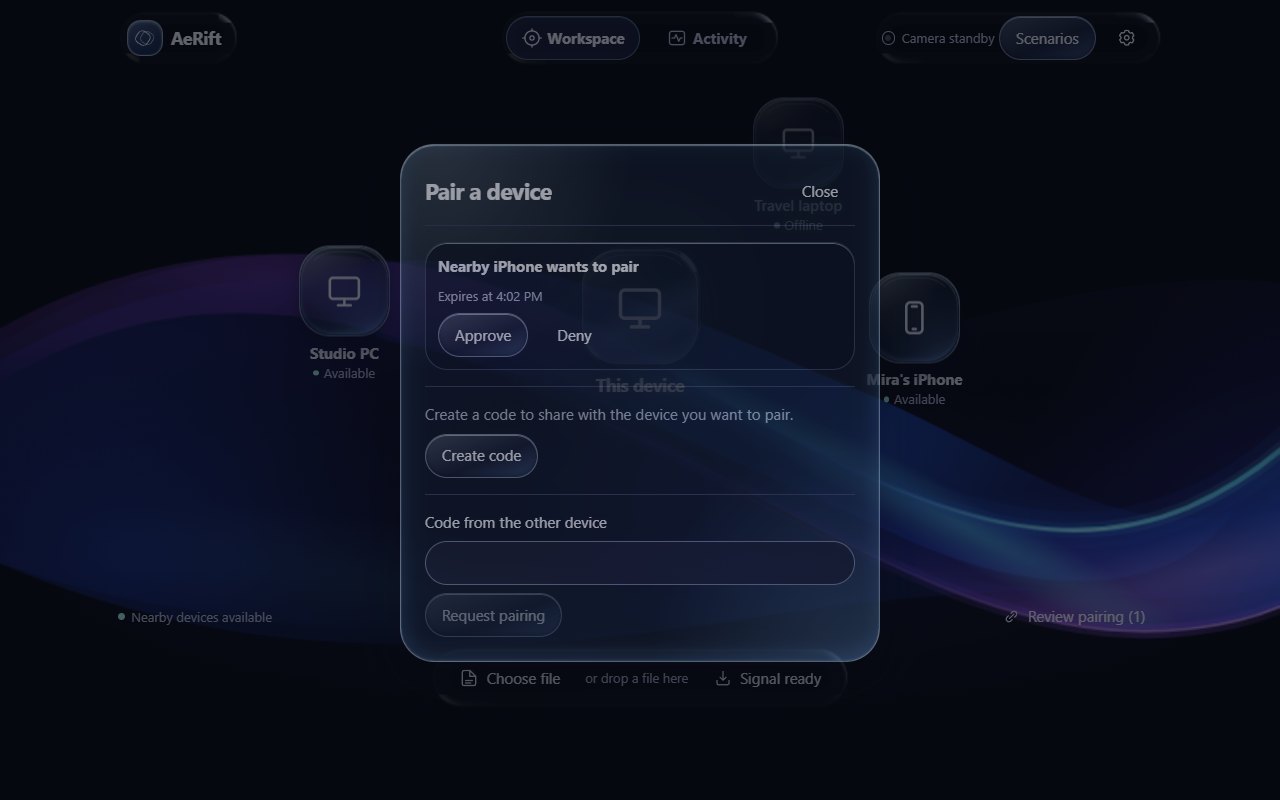 AeRift
Workspace
Activity
Camera standby
Scenarios
Pair a device
Close
Travel laptop
Offline
Nearby iPhone wants to pair
Expires at 4:02 PM
Approve
Deny
Studio PC
Available
This device
Mira's iPhone
Available
Create a code to share with the device you want to pair.
Create code
Code from the other device
Request pairing
Nearby devices available
Review pairing (1)
Choose file
or drop a file here
Signal ready